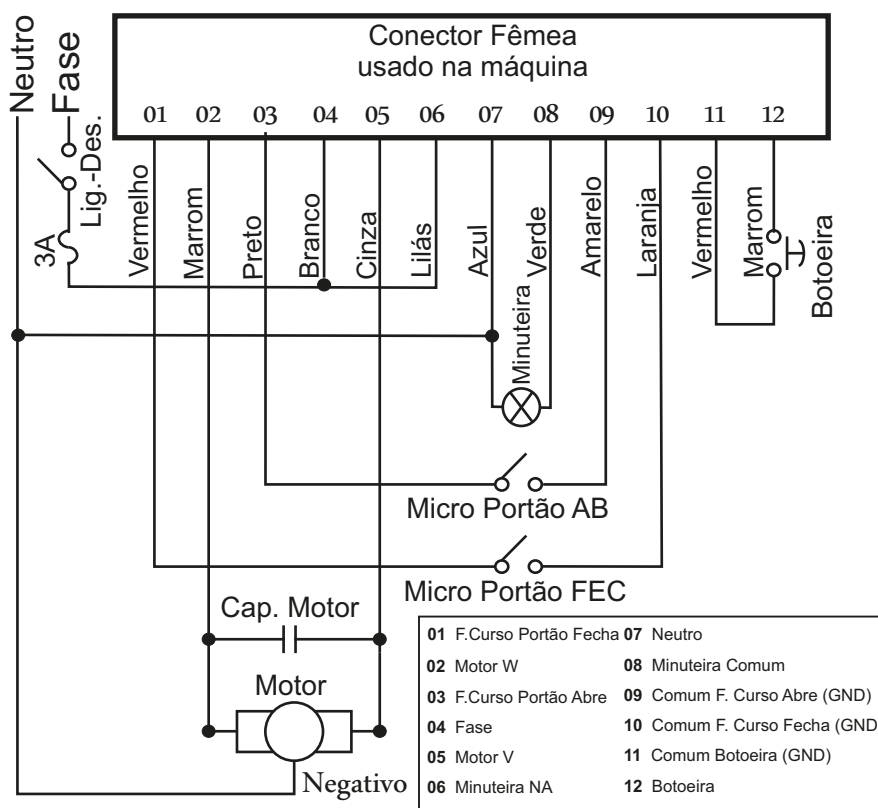 Conector Fêmea
usado na máquina
Neutro
Fase
01 02 03 04 05 06 07 08 09 10 11 12
Lig.-Des.
3A
Vermelho
Marrom
Preto
Branco
Cinza
Lilás
Azul
Verde
Amarelo
Laranja
Vermelho
Marrom
Botoeira
Minuteira
Micro Portão AB
Micro Portão FEC
Cap. Motor
Motor
Negativo
01 F.Curso Portão Fecha 07 Neutro
02 Motor W 08 Minuteira Comum
03 F.Curso Portão Abre 09 Comum F. Curso Abre (GND)
04 Fase 10 Comum F. Curso Fecha (GND
05 Motor V 11 Comum Botoeira (GND)
06 Minuteira NA 12 Botoeira